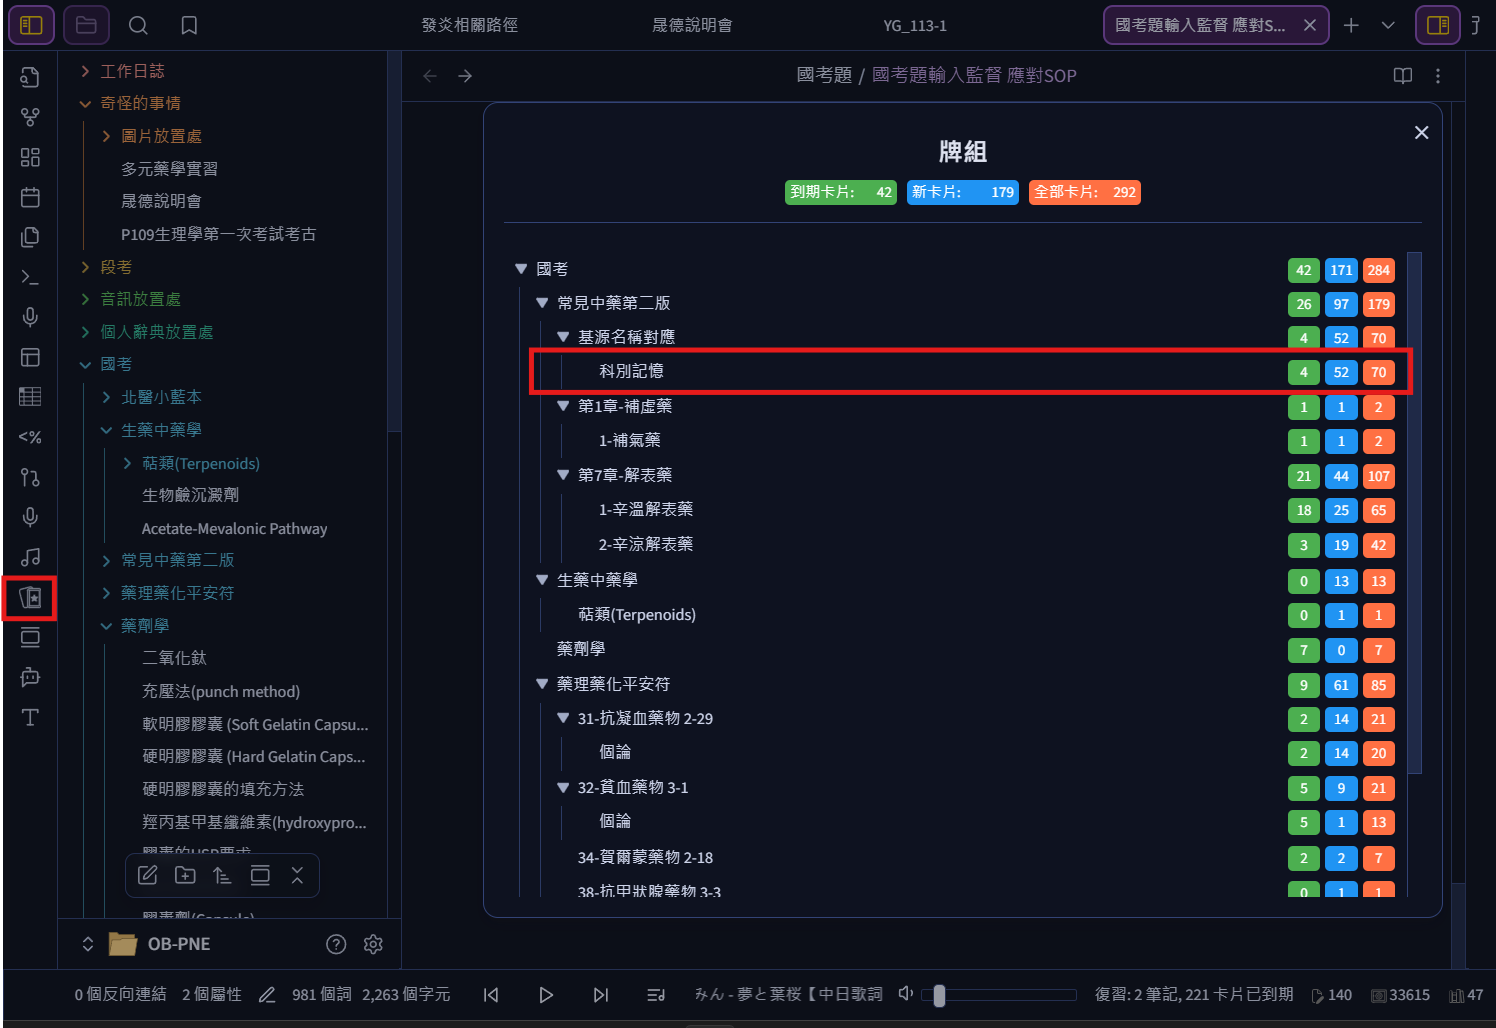 發炎相關路徑
晟德說明會
YG_113-1
國考題輸入監督 應對S...
國考題 / 國考題輸入監督 應對SOP
工作日誌
奇怪的事情
圖片放置處
多元藥學實習
晟德說明會
P109生理學第一次考試考古
段考
音訊放置處
個人辭典放置處
國考
北醫小藍本
生藥中藥學
萜類(Terpenoids)
生物鹼沉澱劑
Acetate-Mevalonic Pathway
常見中藥第二版
藥理藥化平安符
藥劑學
二氧化鈦
充壓法(punch method)
軟明膠膠囊 (Soft Gelatin Capsu...
硬明膠膠囊 (Hard Gelatin Caps...
硬明膠膠囊的填充方法
羥丙基甲基纖維素(hydroxypro...
膠囊的USP要求
膠囊劑(Capsule)
OB-PNE
牌組
到期卡片: 42
新卡片: 179
全部卡片: 292
國考 42 171 284
常見中藥第二版 26 97 179
基源名稱對應 4 52 70
科別記憶 4 52 70
第1章-補虛藥 1 1 2
1-補氣藥 1 1 2
第7章-解表藥 21 44 107
1-辛溫解表藥 18 25 65
2-辛涼解表藥 3 19 42
生藥中藥學 0 13 13
萜類(Terpenoids) 0 1 1
藥劑學 7 0 7
藥理藥化平安符 9 61 85
31-抗凝血藥物 2-29 2 14 21
個論 2 14 20
32-貧血藥物 3-1 5 9 21
個論 5 1 13
34-賀爾蒙藥物 2-18 2 2 7
38-抗甲狀腺藥物 3-3 0 1 1
0 個反向連結
2 個屬性
981 個詞 2,263 個字元
みん - 夢と葉桜【中日歌詞
復習: 2 筆記, 221 卡片已到期
140
33615
47